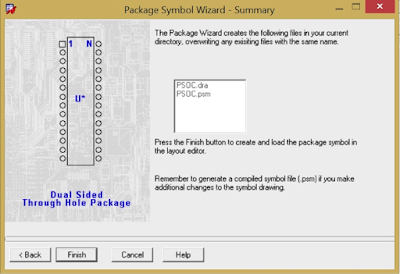 Package Symbol Wizard - Summary
1 N
U*
Dual Sided
Through Hole Package
The Package Wizard creates the following files in your current
directory, overwriting any exisiting files with the same name.
PSOC.dra
PSOC.psm
Press the Finish button to create and load the package symbol in
the layout editor.
Remember to generate a compiled symbol file (.psm) if you make
additional changes to the symbol drawing.
< Back
Finish
Cancel
Help